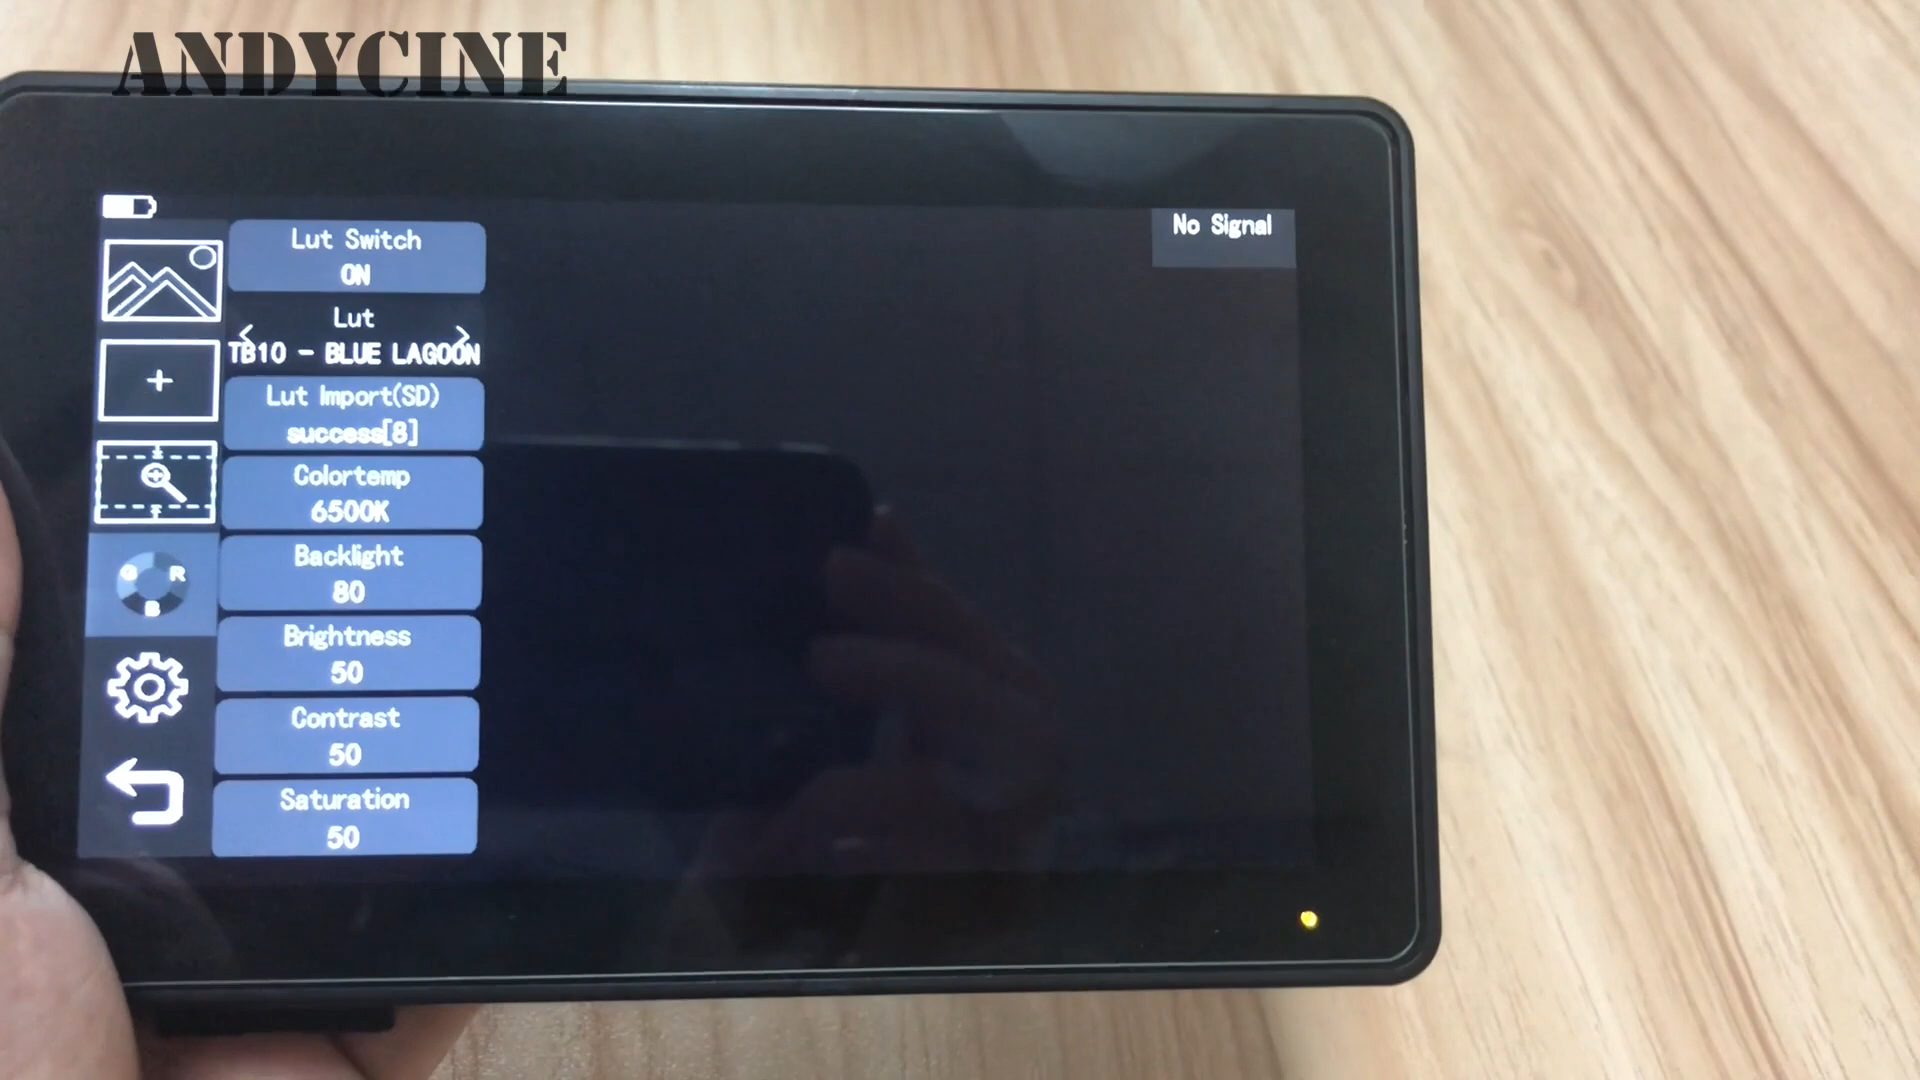 ANDYCINE
No Signal
Lut Switch
ON
Lut
< >
TB10 - BLUE LAGOON
Lut Import(SD)
success[8]
Colortemp
6500K
G R
B
Backlight
80
Brightness
50
Contrast
50
Saturation
50